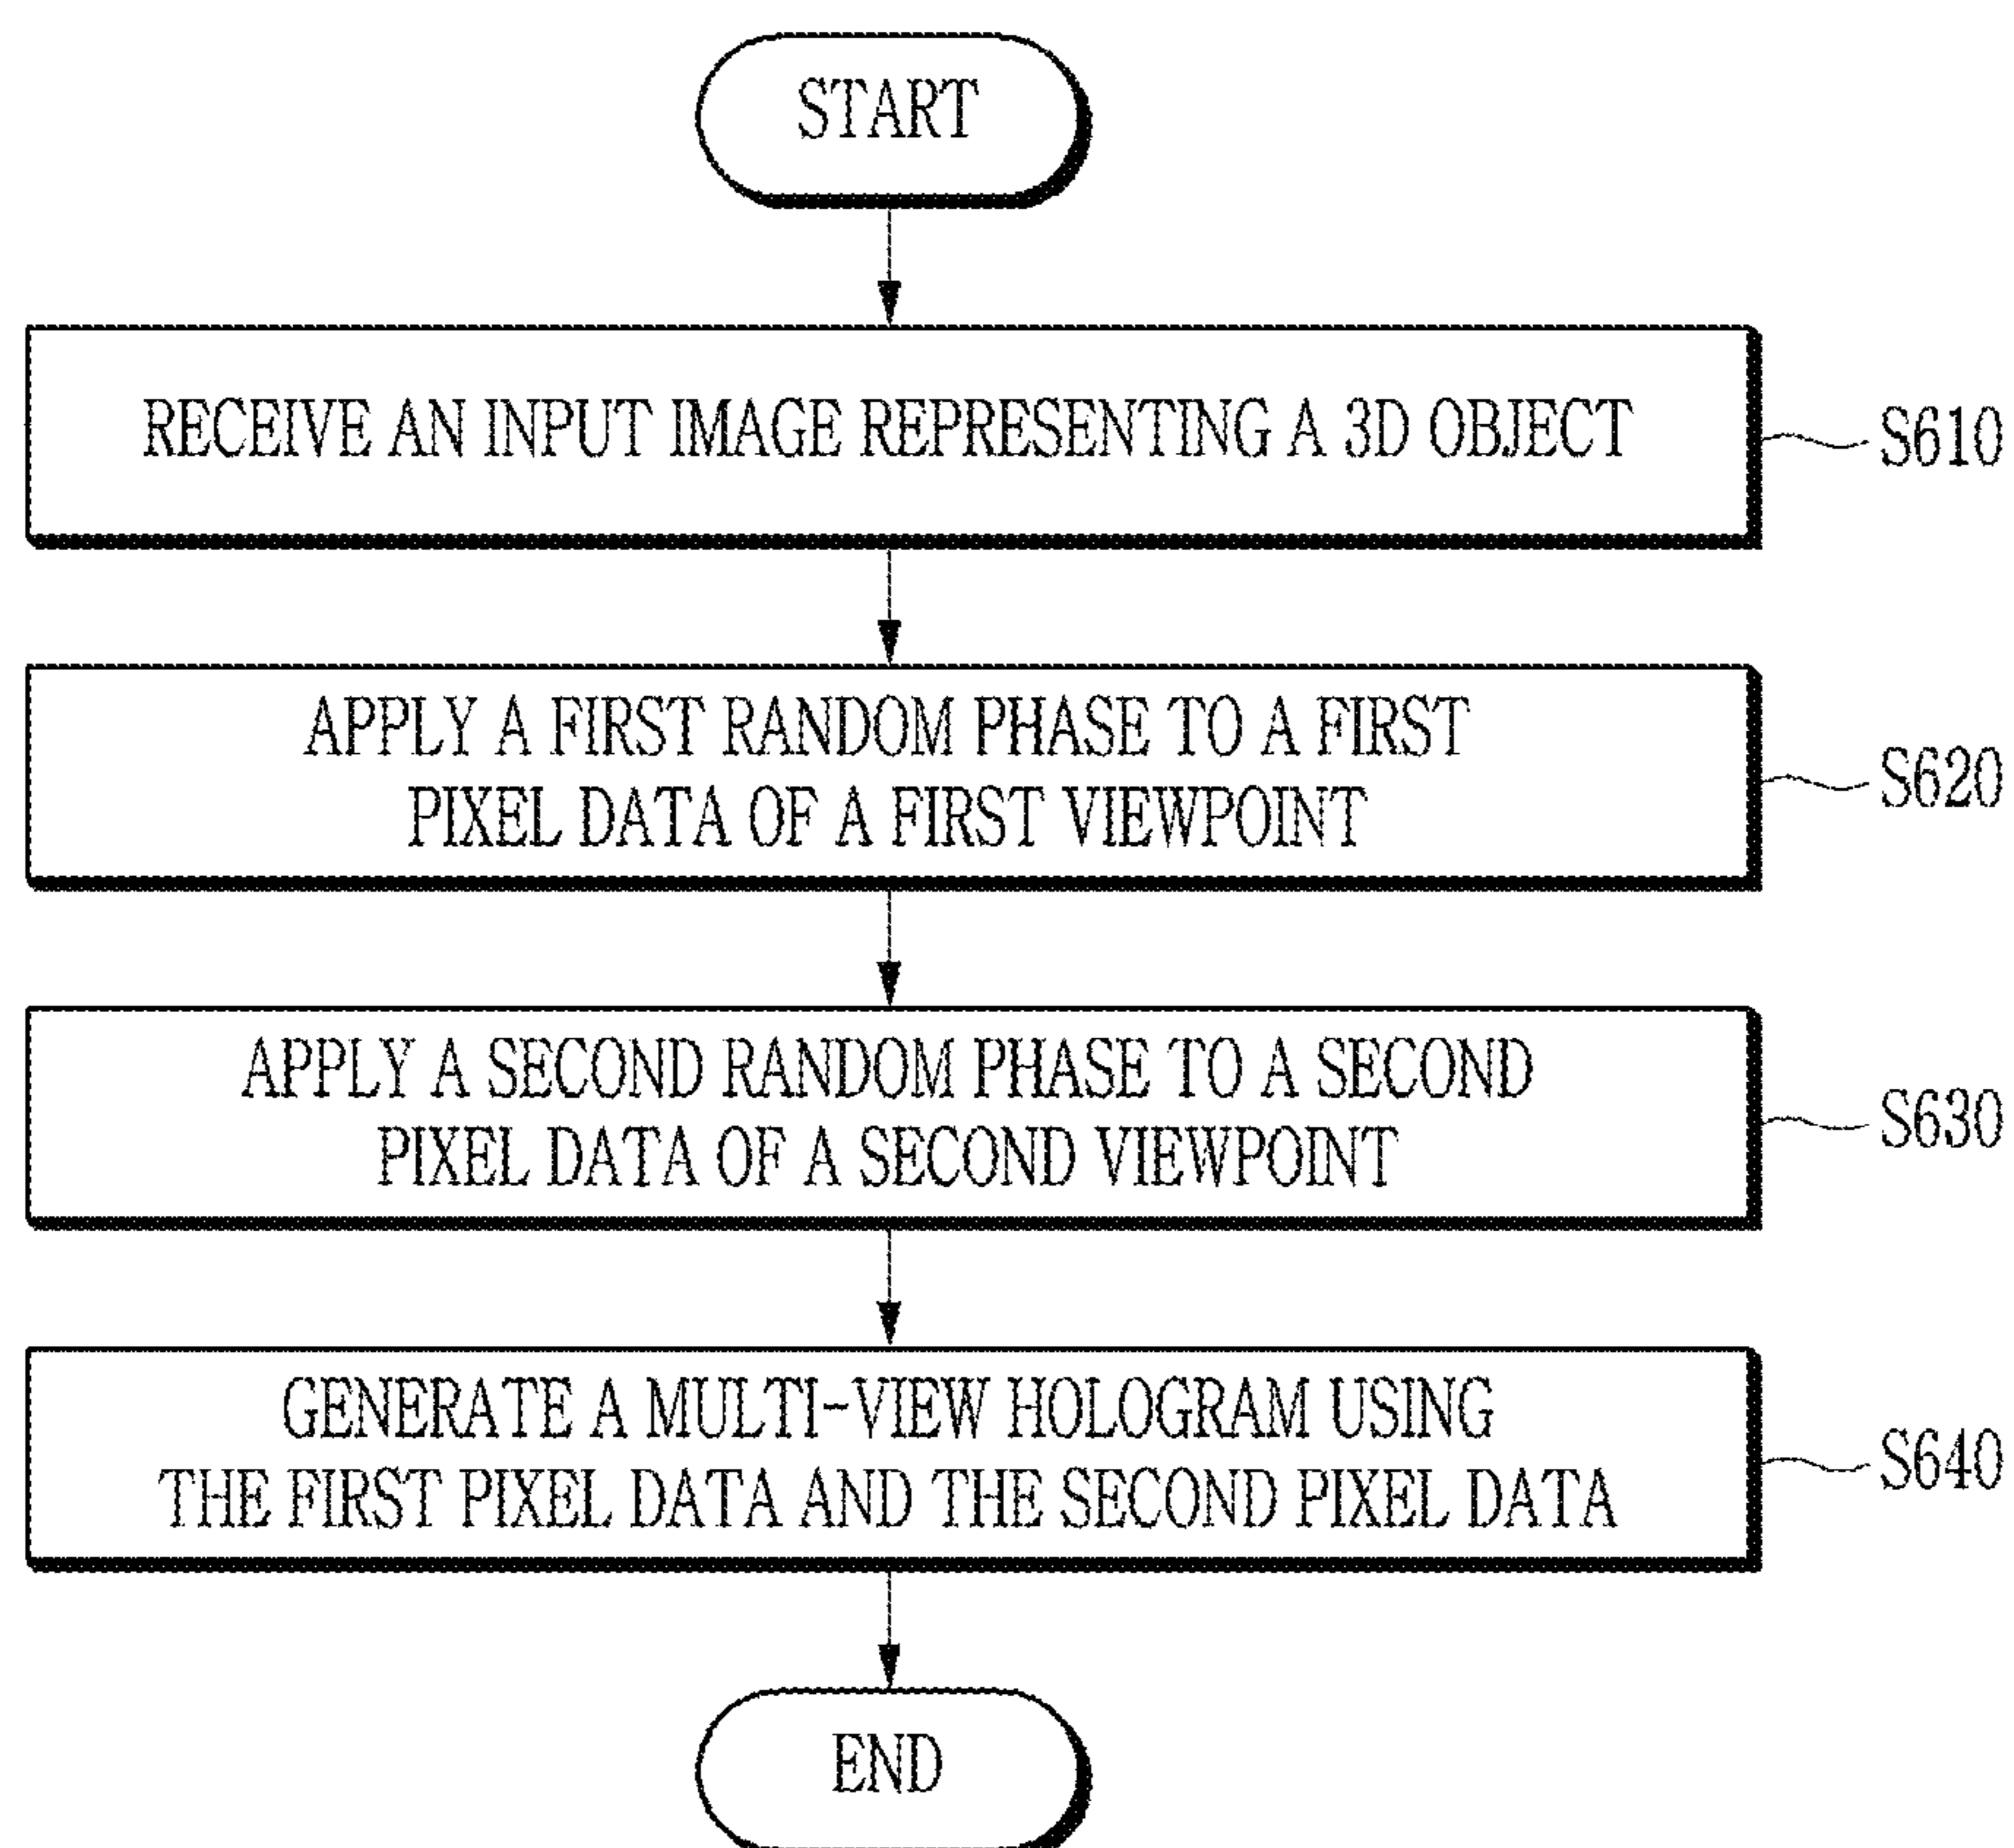 START
RECEIVE AN INPUT IMAGE REPRESENTING A 3D OBJECT
S610
APPLY A FIRST RANDOM PHASE TO A FIRST
PIXEL DATA OF A FIRST VIEWPOINT
S620
APPLY A SECOND RANDOM PHASE TO A SECOND
PIXEL DATA OF A SECOND VIEWPOINT
S630
GENERATE A MULTI-VIEW HOLOGRAM USING
THE FIRST PIXEL DATA AND THE SECOND PIXEL DATA
S640
END